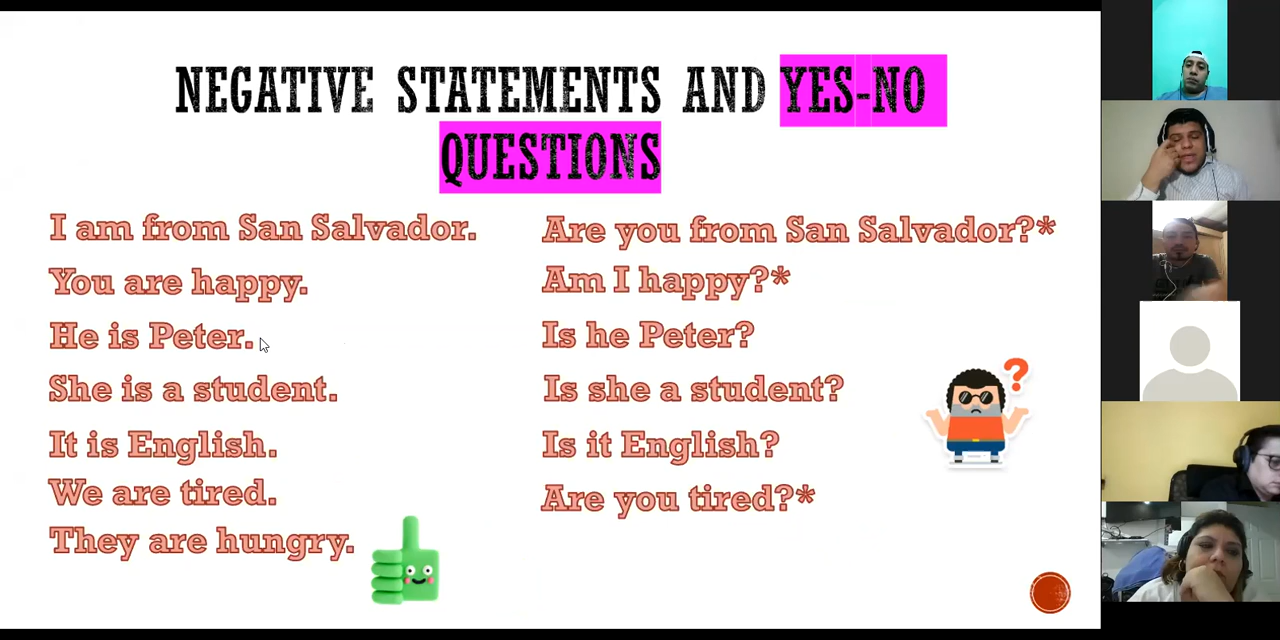 NEGATIVE STATEMENTS AND YES-NO
QUESTIONS
I am from San Salvador.
You are happy.
He is Peter.
She is a student.
It is English.
We are tired.
They are hungry.
Are you from San Salvador?*
Am I happy?*
Is he Peter?
Is she a student?
Is it English?
Are you tired?*
?